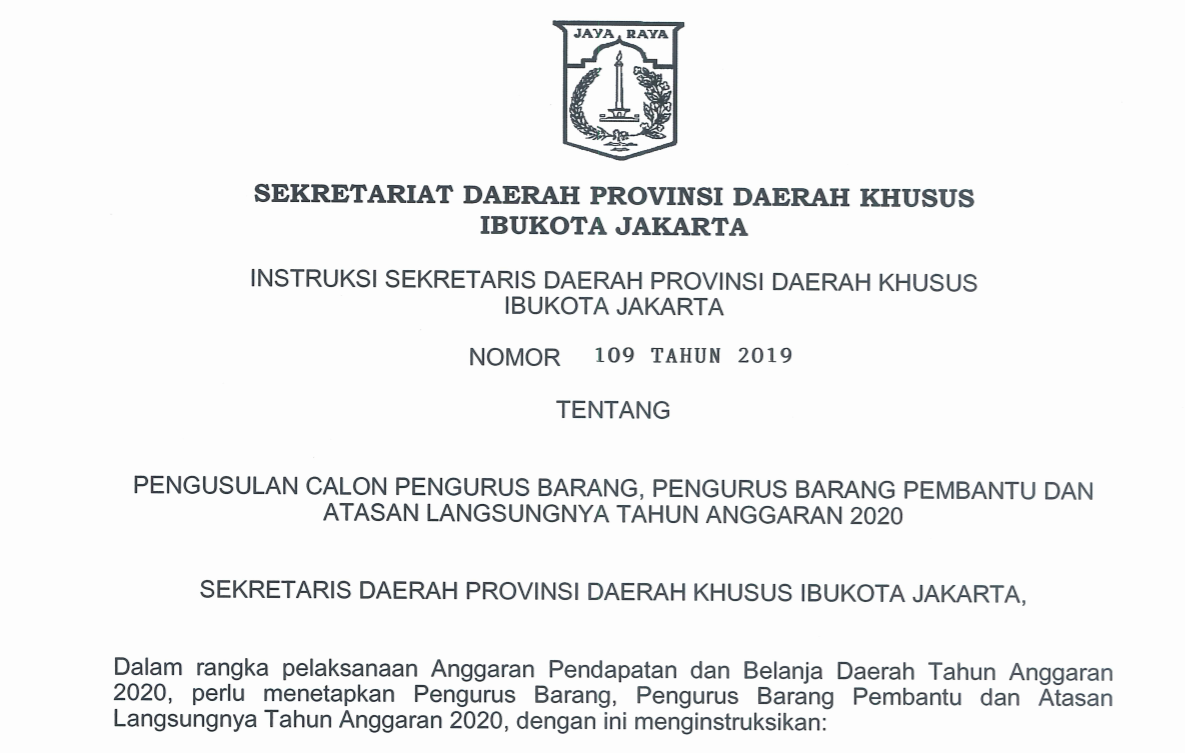 JAYA RAYA
SEKRETARIAT DAERAH PROVINSI DAERAH KHUSUS
IBUKOTA JAKARTA
INSTRUKSI SEKRETARIS DAERAH PROVINSI DAERAH KHUSUS
IBUKOTA JAKARTA
NOMOR 109 TAHUN 2019
TENTANG
PENGUSULAN CALON PENGURUS BARANG, PENGURUS BARANG PEMBANTU DAN
ATASAN LANGSUNGNYA TAHUN ANGGARAN 2020
SEKRETARIS DAERAH PROVINSI DAERAH KHUSUS IBUKOTA JAKARTA,
Dalam rangka pelaksanaan Anggaran Pendapatan dan Belanja Daerah Tahun Anggaran
2020, perlu menetapkan Pengurus Barang, Pengurus Barang Pembantu dan Atasan
Langsungnya Tahun Anggaran 2020, dengan ini menginstruksikan: